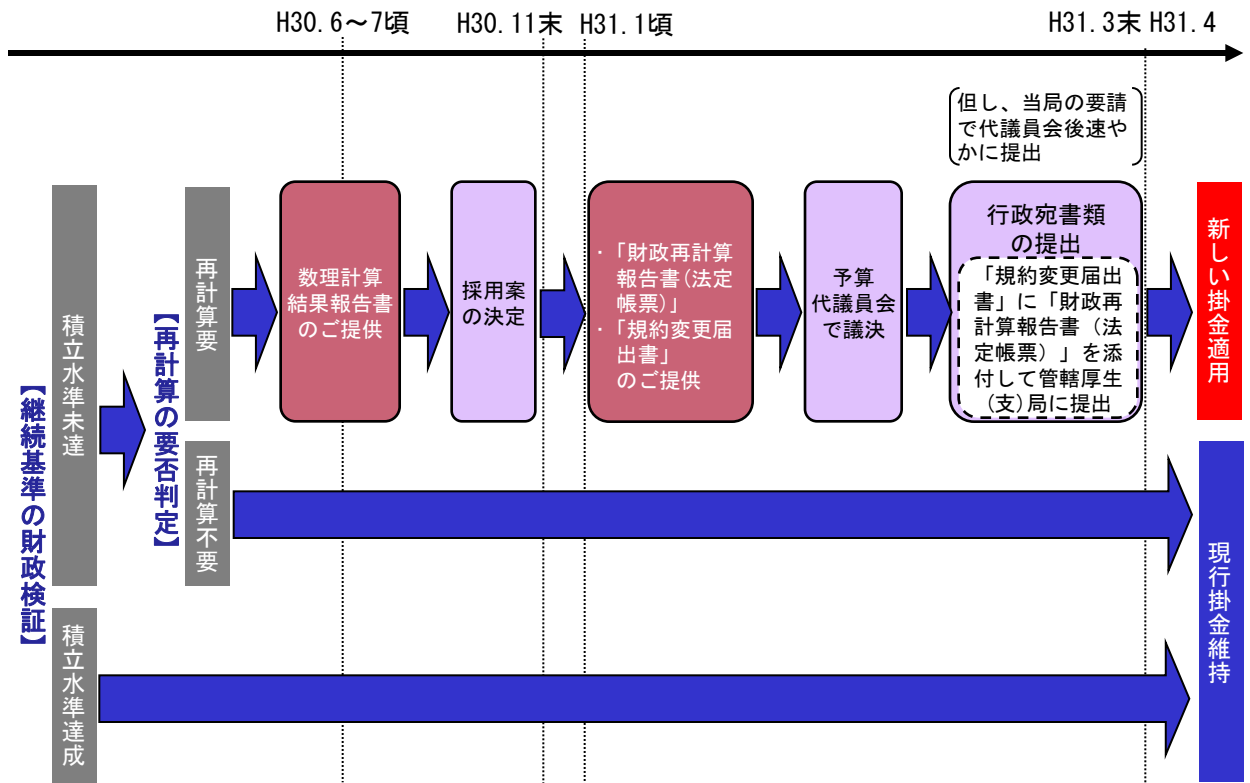 H30.6～7頃
H30.11末
H31.1頃
H31.3末
H31.4
但し、当局の要請
で代議員会後速や
かに提出
【継続基準の財政検証】
積立水準未達
【再計算の要否判定】
再計算要
数理計算
結果報告書
のご提供
採用案
の決定
・「財政再計算
報告書(法定
帳票)」
・「規約変更届
出書」
のご提供
予算
代議員会
で議決
行政宛書類
の提出
「規約変更届出
書」に「財政再
計算報告書（法
定帳票）」を添
付して管轄厚生
(支)局に提出
新しい掛金適用
再計算不要
積立水準達成
現行掛金維持